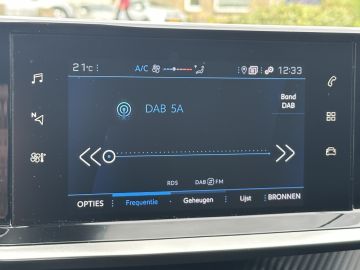 21°C A/C 12:33
DAB 5A
Band
DAB
RDS DAB FM
OPTIES Frequentie Geheugen Lijst BRONNEN